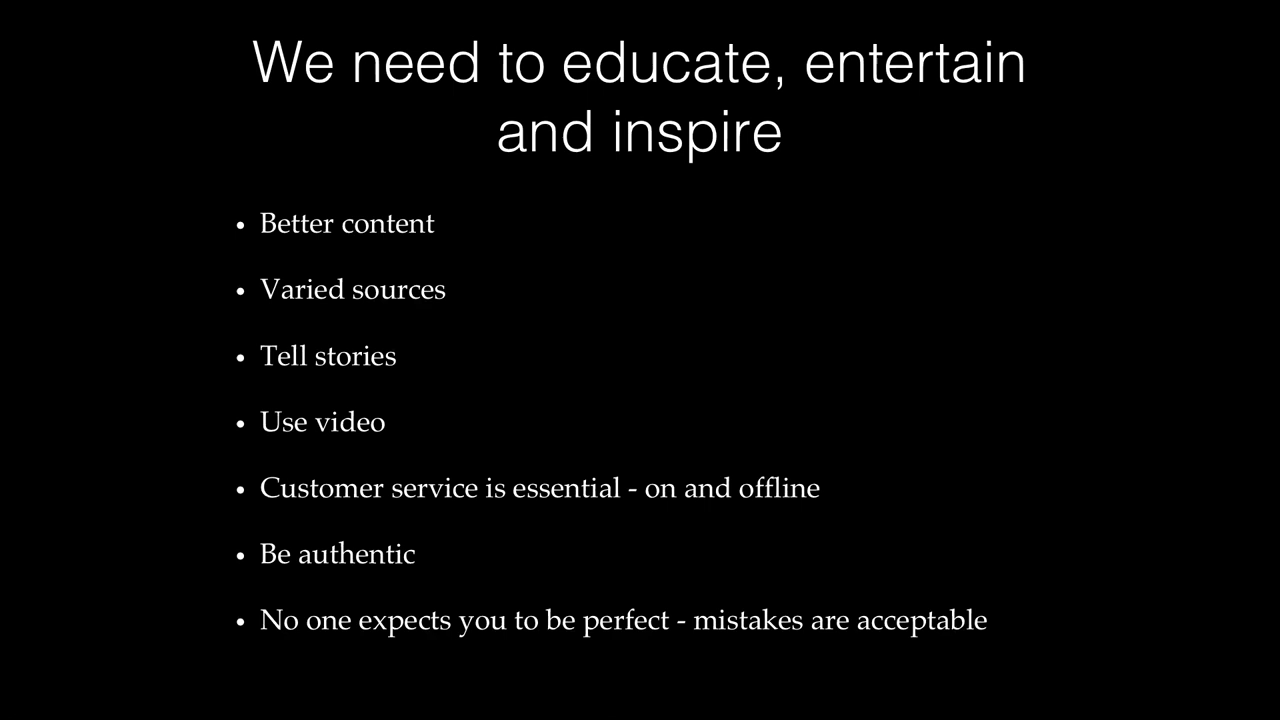 We need to educate, entertain
and inspire
• Better content
• Varied sources
• Tell stories
• Use video
• Customer service is essential - on and offline
• Be authentic
• No one expects you to be perfect - mistakes are acceptable